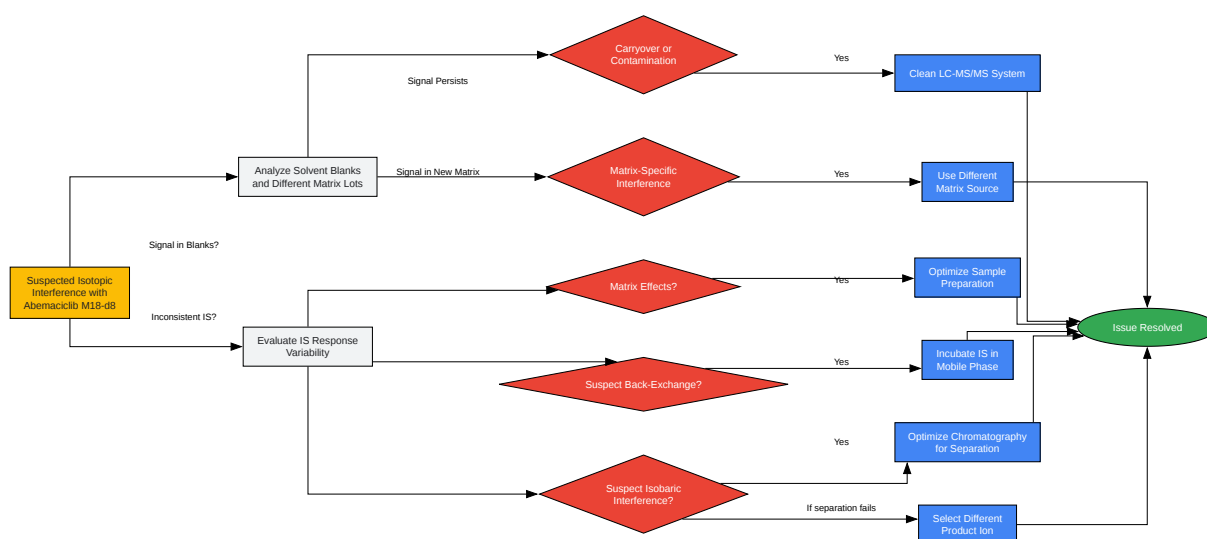 Carryover or
Contamination
Yes
Clean LC-MS/MS System
Signal Persists
Analyze Solvent Blanks
and Different Matrix Lots
Signal in New Matrix
Matrix-Specific
Interference
Yes
Use Different
Matrix Source
Signal in Blanks?
Suspected Isotopic
Interference with
Abemaciclib M18-d8
Inconsistent IS?
Matrix Effects?
Yes
Optimize Sample
Preparation
Evaluate IS Response
Variability
Issue Resolved
Suspect Back-Exchange?
Yes
Incubate IS in
Mobile Phase
Yes
Optimize Chromatography
for Separation
Suspect Isobaric
Interference?
If separation fails
Select Different
Product Ion